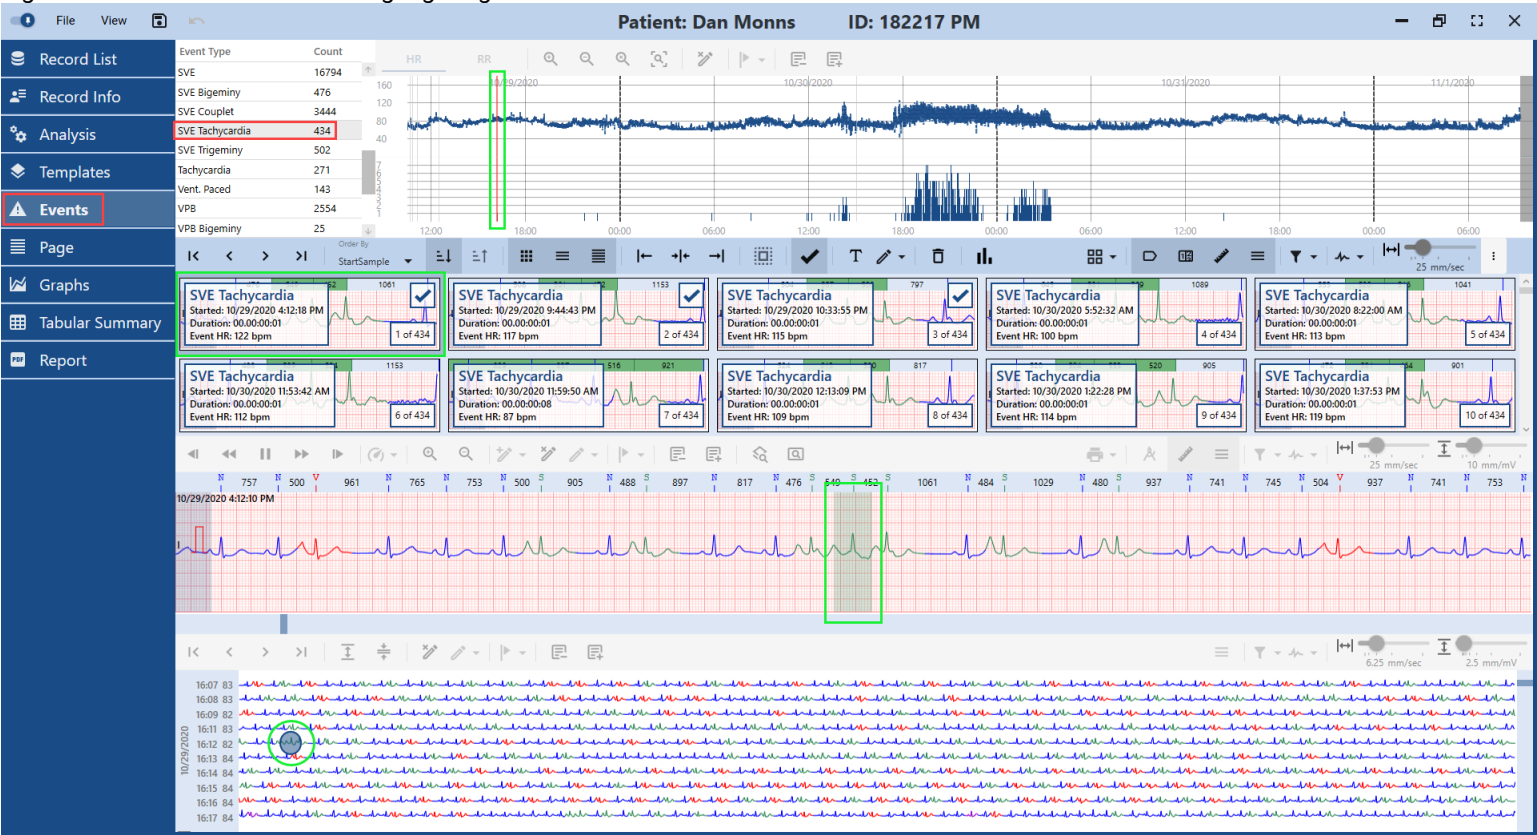 File View Patient: Dan Monns ID: 182217 PM
Record List
Record Info
Analysis
Templates
Events
Page
Graphs
Tabular Summary
Report
Event Type Count
SVE 16794
SVE Bigeminy 476
SVE Couplet 3444
SVE Tachycardia 434
SVE Trigeminy 502
Tachycardia 271
Vent. Paced 143
VPB 2554
VPB Bigeminy 25
HR RR
10/30/2020 10/31/2020 11/1/2020
160
120
80
40
12:00 18:00 00:00 06:00 12:00 18:00 00:00 06:00 12:00 18:00 00:00 06:00
Order By
StartSample
25 mm/sec
1061
SVE Tachycardia
Started: 10/29/2020 4:12:18 PM
Duration: 00.00:00:01
Event HR: 122 bpm
1 of 434
1153
SVE Tachycardia
Started: 10/29/2020 9:44:43 PM
Duration: 00.00:00:01
Event HR: 117 bpm
2 of 434
797
SVE Tachycardia
Started: 10/29/2020 10:33:55 PM
Duration: 00.00:00:01
Event HR: 115 bpm
3 of 434
1089
SVE Tachycardia
Started: 10/30/2020 5:52:32 AM
Duration: 00.00:00:01
Event HR: 100 bpm
4 of 434
1041
SVE Tachycardia
Started: 10/30/2020 8:22:00 AM
Duration: 00.00:00:01
Event HR: 113 bpm
5 of 434
1153
SVE Tachycardia
Started: 10/30/2020 11:53:42 AM
Duration: 00.00:00:01
Event HR: 112 bpm
6 of 434
516 921
SVE Tachycardia
Started: 10/30/2020 11:59:50 AM
Duration: 00.00:00:08
Event HR: 87 bpm
7 of 434
817
SVE Tachycardia
Started: 10/30/2020 12:13:09 PM
Duration: 00.00:00:01
Event HR: 109 bpm
8 of 434
520 905
SVE Tachycardia
Started: 10/30/2020 1:22:28 PM
Duration: 00.00:00:01
Event HR: 114 bpm
9 of 434
901
SVE Tachycardia
Started: 10/30/2020 1:37:53 PM
Duration: 00.00:00:01
Event HR: 119 bpm
10 of 434
25 mm/sec 10 mm/mV
N 757 N 500 V 961 N 765 N 753 N 500 S 905 N 488 S 897 N 817 N 476 S 549 S 452 S 1061 N 484 S 1029 N 480 S 937 N 741 N 745 N 504 V 937 N 741 N 753 N
10/29/2020 4:12:10 PM
I
6.25 mm/sec 2.5 mm/mV
10/29/2020
16:07 83
16:08 83
16:09 82
16:11 83
16:12 82
16:13 84
16:14 84
16:15 84
16:16 84
16:17 84